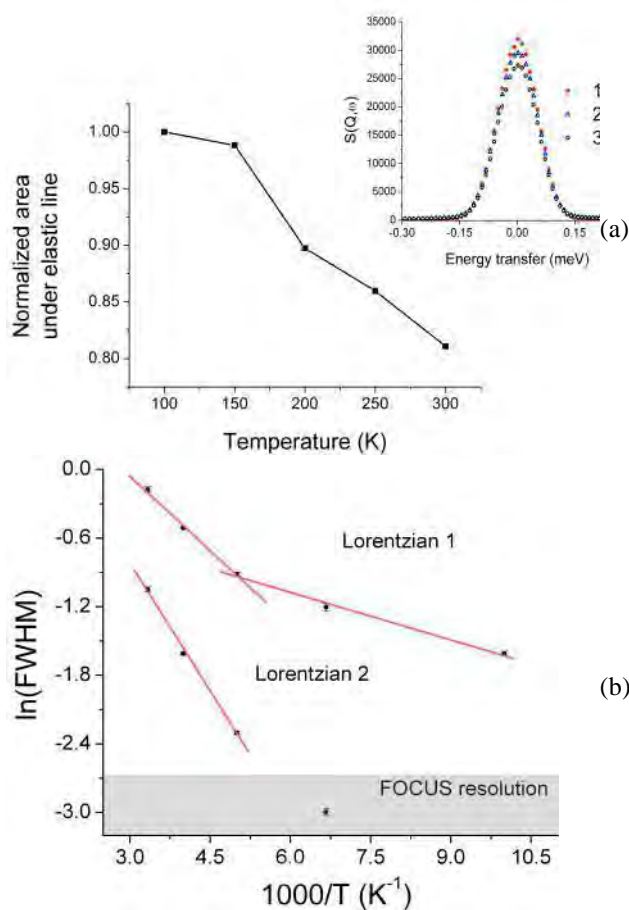 35000
30000
25000
20000
15000
10000
5000
0
S(Q,ω)
1
2
3
-0.30 -0.15 0.00 0.15
Energy transfer (meV)
(a)
Normalized area
under elastic line
1.00
0.95
0.90
0.85
0.80
100 150 200 250 300
Temperature (K)
0.0
-0.6
-1.2
-1.8
-2.4
-3.0
ln(FWHM)
Lorentzian 1
Lorentzian 2
(b)
FOCUS resolution
3.0 4.5 6.0 7.5 9.0 10.5
1000/T (K⁻¹)